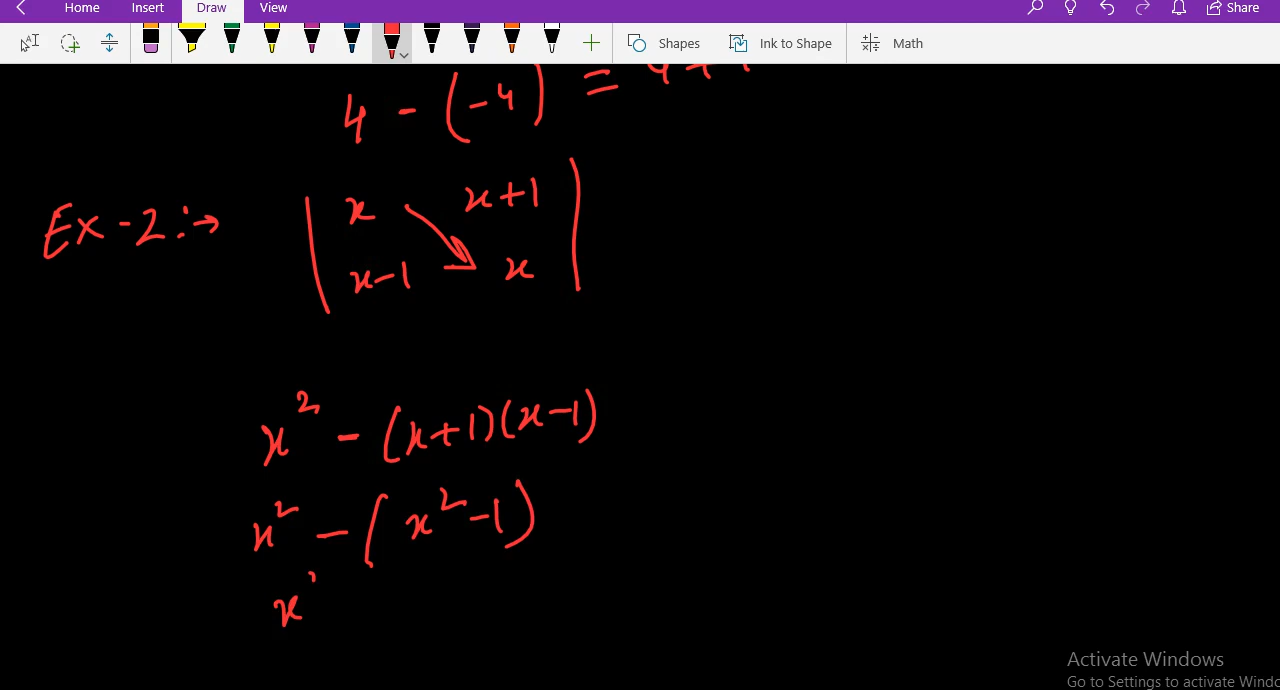 Home Insert Draw View
Share
Shapes Ink to Shape Math
4 - (-4) = 4+
Ex-2:→
x x+1
x-1 x
x² - (x+1)(x-1)
x² - (x²-1)
x
Activate Windows
Go to Settings to activate Windo